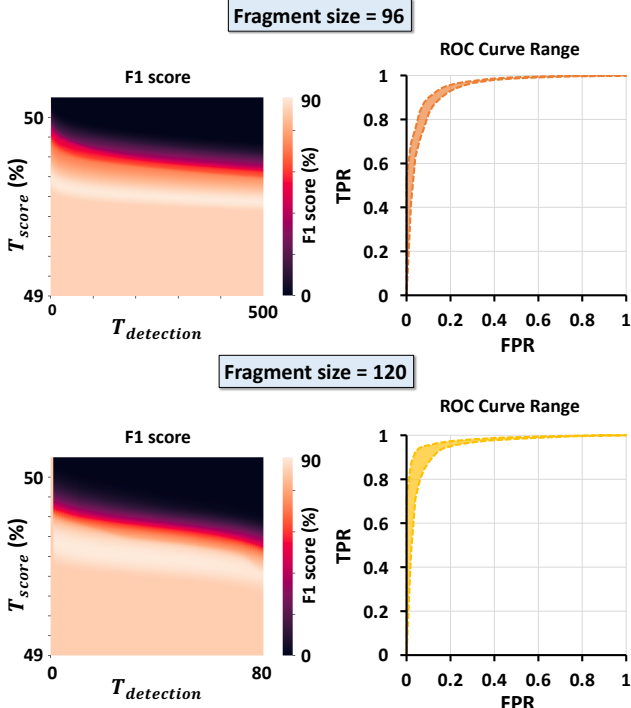 Fragment size = 96
F1 score
ROC Curve Range
50
49
T_score (%)
0
500
T_detection
90
0
F1 score (%)
1
0.8
0.6
0.4
0.2
0
TPR
0 0.2 0.4 0.6 0.8 1
FPR
Fragment size = 120
F1 score
ROC Curve Range
50
49
T_score (%)
0
80
T_detection
90
0
F1 score (%)
1
0.8
0.6
0.4
0.2
0
TPR
0 0.2 0.4 0.6 0.8 1
FPR